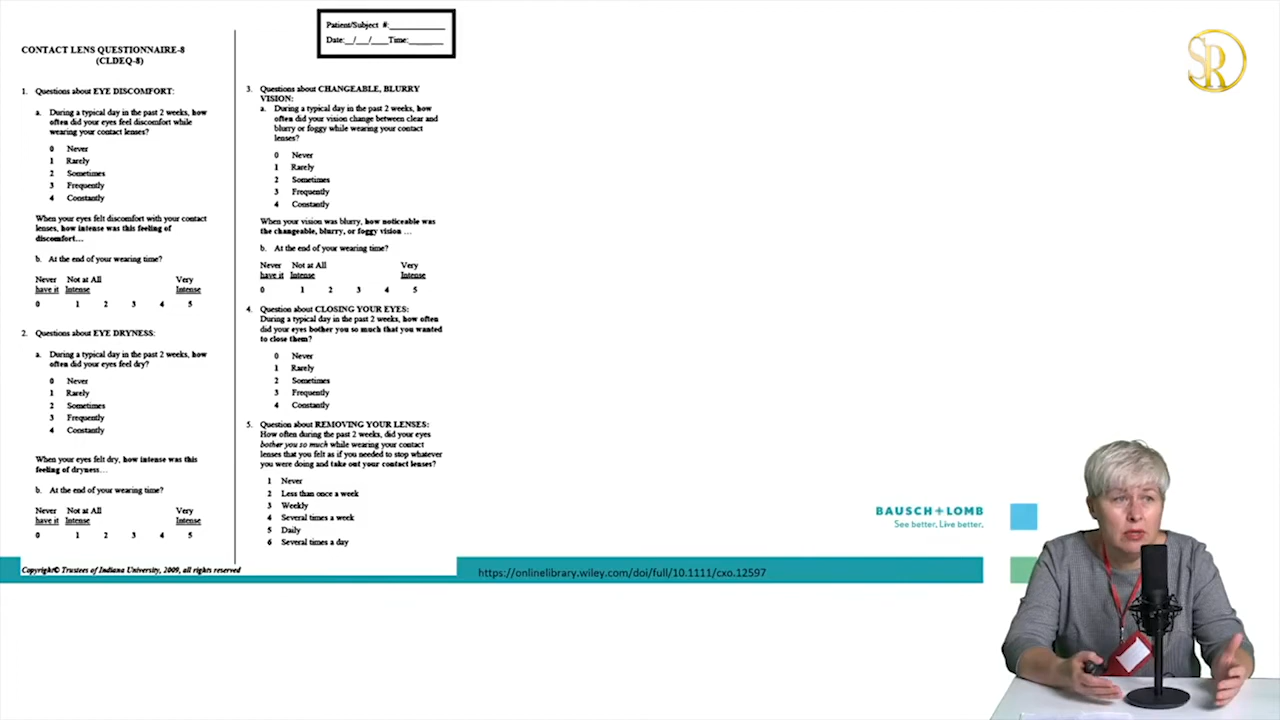 Patient/Subject #:___________
Date:__/___/____Time:_______
CONTACT LENS QUESTIONNAIRE-8
(CLDEQ-8)
1. Questions about EYE DISCOMFORT:
a. During a typical day in the past 2 weeks, how
often did your eyes feel discomfort while
wearing your contact lenses?
0 Never
1 Rarely
2 Sometimes
3 Frequently
4 Constantly
When your eyes felt discomfort with your contact
lenses, how intense was this feeling of
discomfort…
b. At the end of your wearing time?
Never Not at All Very
have it Intense Intense
0 1 2 3 4 5
2. Questions about EYE DRYNESS:
a. During a typical day in the past 2 weeks, how
often did your eyes feel dry?
0 Never
1 Rarely
2 Sometimes
3 Frequently
4 Constantly
When your eyes felt dry, how intense was this
feeling of dryness…
b. At the end of your wearing time?
Never Not at All Very
have it Intense Intense
0 1 2 3 4 5
Copyright© Trustees of Indiana University, 2009, all rights reserved
3. Questions about CHANGEABLE, BLURRY
VISION:
a. During a typical day in the past 2 weeks, how
often did your vision change between clear and
blurry or foggy while wearing your contact
lenses?
0 Never
1 Rarely
2 Sometimes
3 Frequently
4 Constantly
When your vision was blurry, how noticeable was
the changeable, blurry, or foggy vision …
b. At the end of your wearing time?
Never Not at All Very
have it Intense Intense
0 1 2 3 4 5
4. Question about CLOSING YOUR EYES:
During a typical day in the past 2 weeks, how often
did your eyes bother you so much that you wanted
to close them?
0 Never
1 Rarely
2 Sometimes
3 Frequently
4 Constantly
5. Question about REMOVING YOUR LENSES:
How often during the past 2 weeks, did your eyes
bother you so much while wearing your contact
lenses that you felt as if you needed to stop whatever
you were doing and take out your contact lenses?
1 Never
2 Less than once a week
3 Weekly
4 Several times a week
5 Daily
6 Several times a day
https://onlinelibrary.wiley.com/doi/full/10.1111/cxo.12597
BAUSCH+LOMB
See better. Live better.
SR